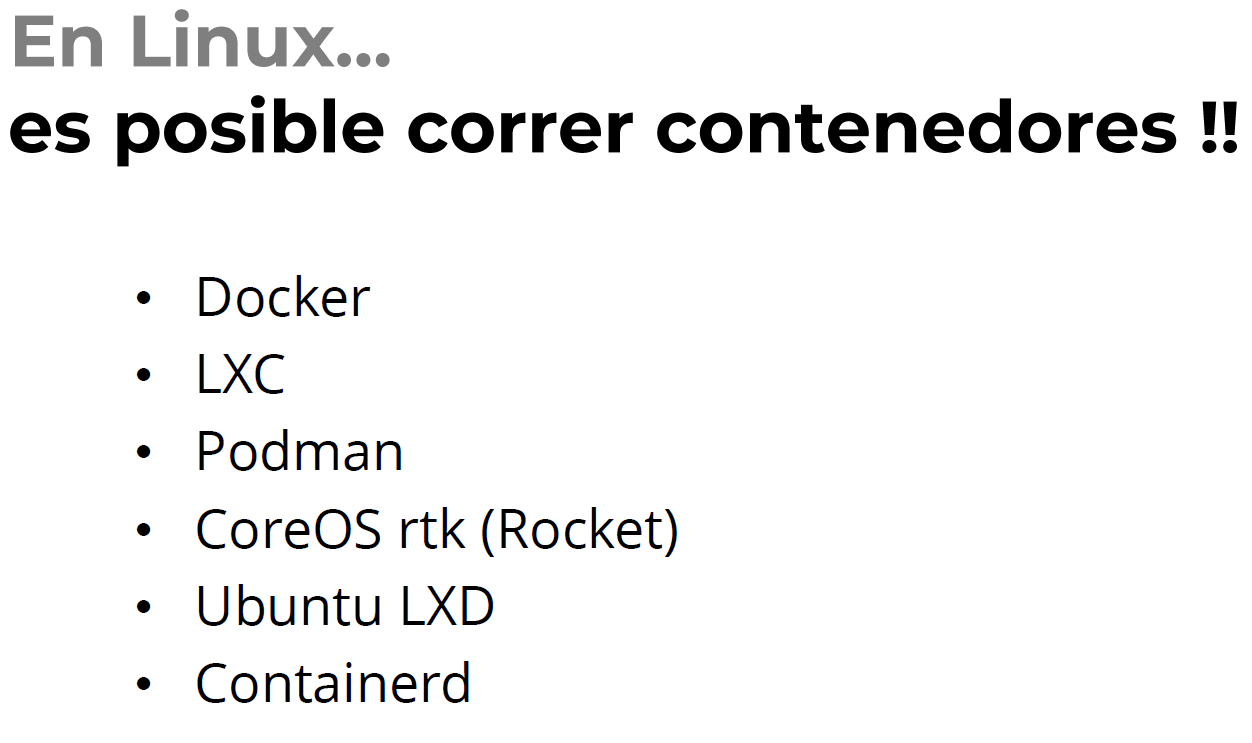 En Linux...
es posible correr contenedores !!
• Docker
• LXC
• Podman
• CoreOS rtk (Rocket)
• Ubuntu LXD
• Containerd